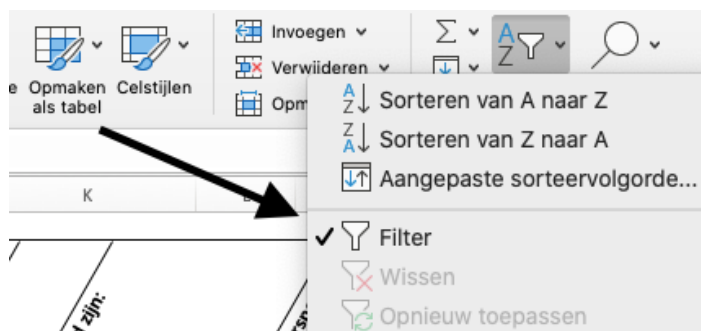 Invoegen
Verwijderen
Opmaken
als tabel
Celstijlen
Opm
Sorteren van A naar Z
Sorteren van Z naar A
Aangepaste sorteervolgorde...
K
Filter
Wissen
Opnieuw toepassen
zijn: